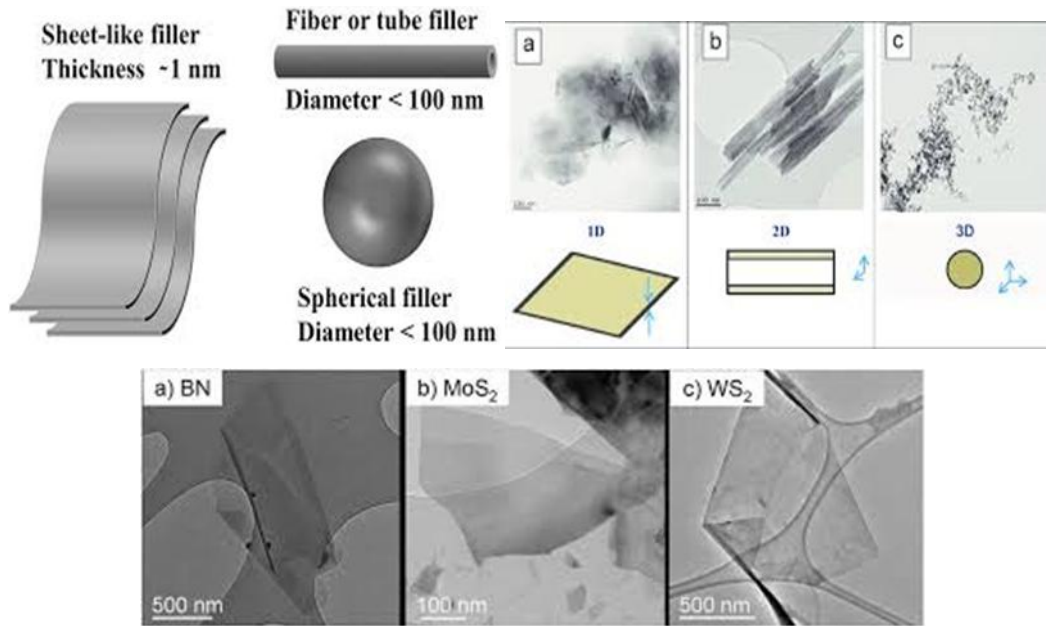 Sheet-like filler
Thickness ~1 nm
Fiber or tube filler
Diameter < 100 nm
Spherical filler
Diameter < 100 nm
a
b
c
1D
2D
3D
a) BN
500 nm
b) MoS₂
100 nm
c) WS₂
500 nm